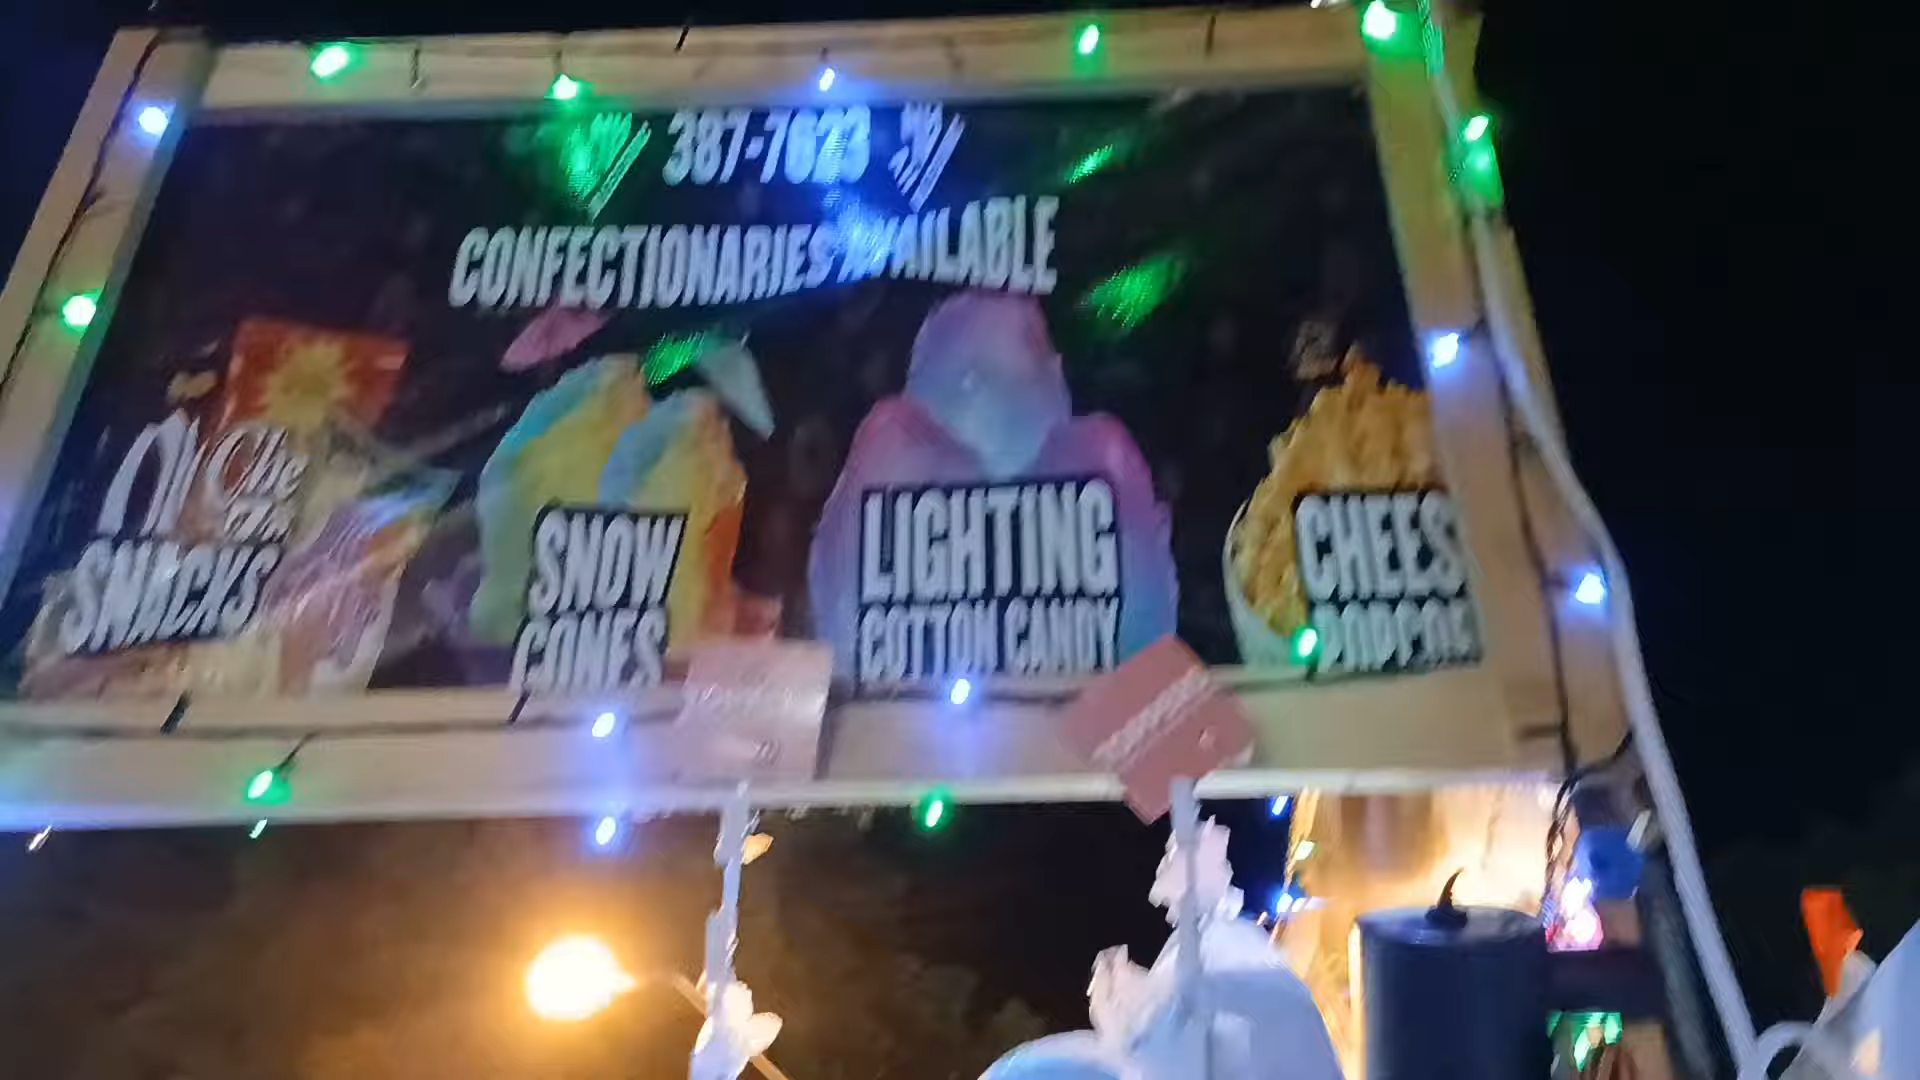 387-7623
CONFECTIONARIES AVAILABLE
SNACKS
SNOW
CONES
LIGHTING
COTTON CANDY
CHEES